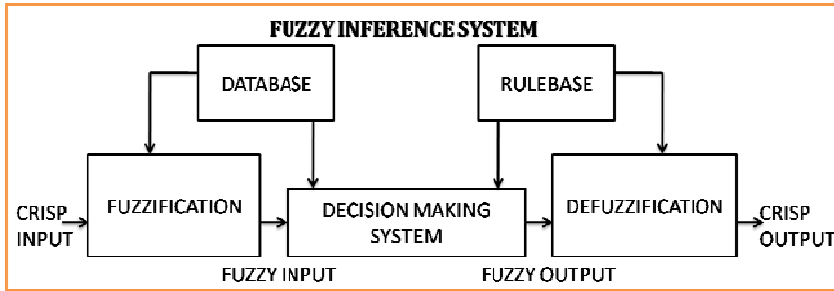 FUZZY INFERENCE SYSTEM
DATABASE
RULEBASE
FUZZIFICATION
DECISION MAKING
SYSTEM
DEFUZZIFICATION
CRISP
INPUT
CRISP
OUTPUT
FUZZY INPUT
FUZZY OUTPUT